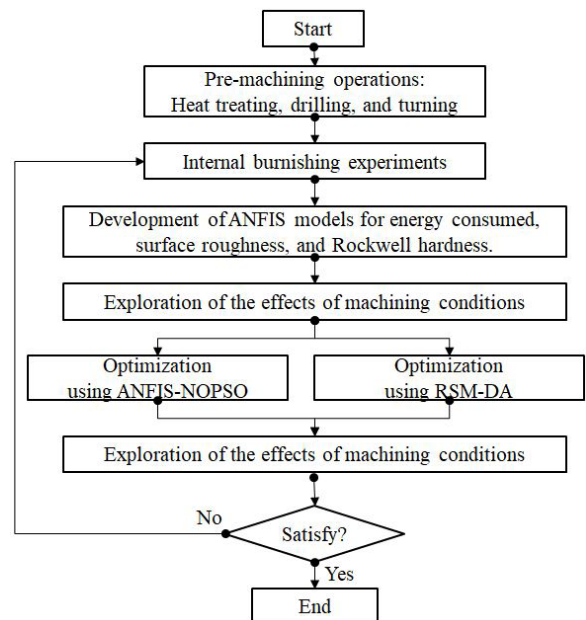 Start
Pre-machining operations:
Heat treating, drilling, and turning
Internal burnishing experiments
Development of ANFIS models for energy consumed,
surface roughness, and Rockwell hardness.
Exploration of the effects of machining conditions
Optimization
using ANFIS-NOPSO
Optimization
using RSM-DA
Exploration of the effects of machining conditions
No
Satisfy?
Yes
End